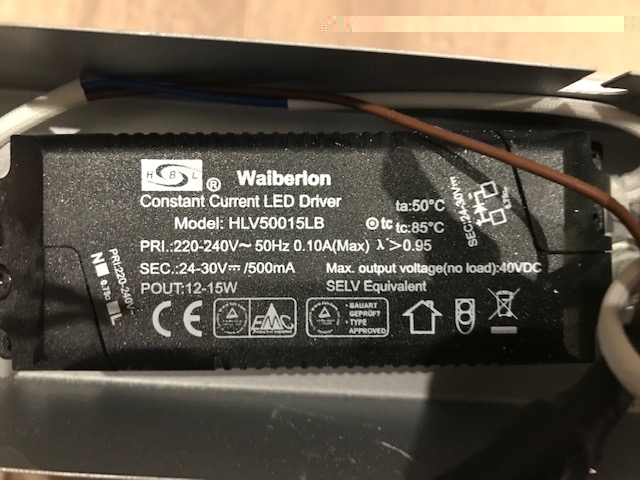 HBL ® Waiberlon
Constant Current LED Driver
Model: HLV50015LB
PRI.:220-240V～ 50Hz 0.10A(Max) λ>0.95
SEC.:24-30V⎓/500mA
POUT:12-15W
ta:50°C
tc tc:85°C
Max. output voltage(no load):40VDC
SELV Equivalent
SEC:24-30V⎓
PRI:220-240V~
N L
CE
EMC
BAUART
GEPRÜFT
TYPE
APPROVED